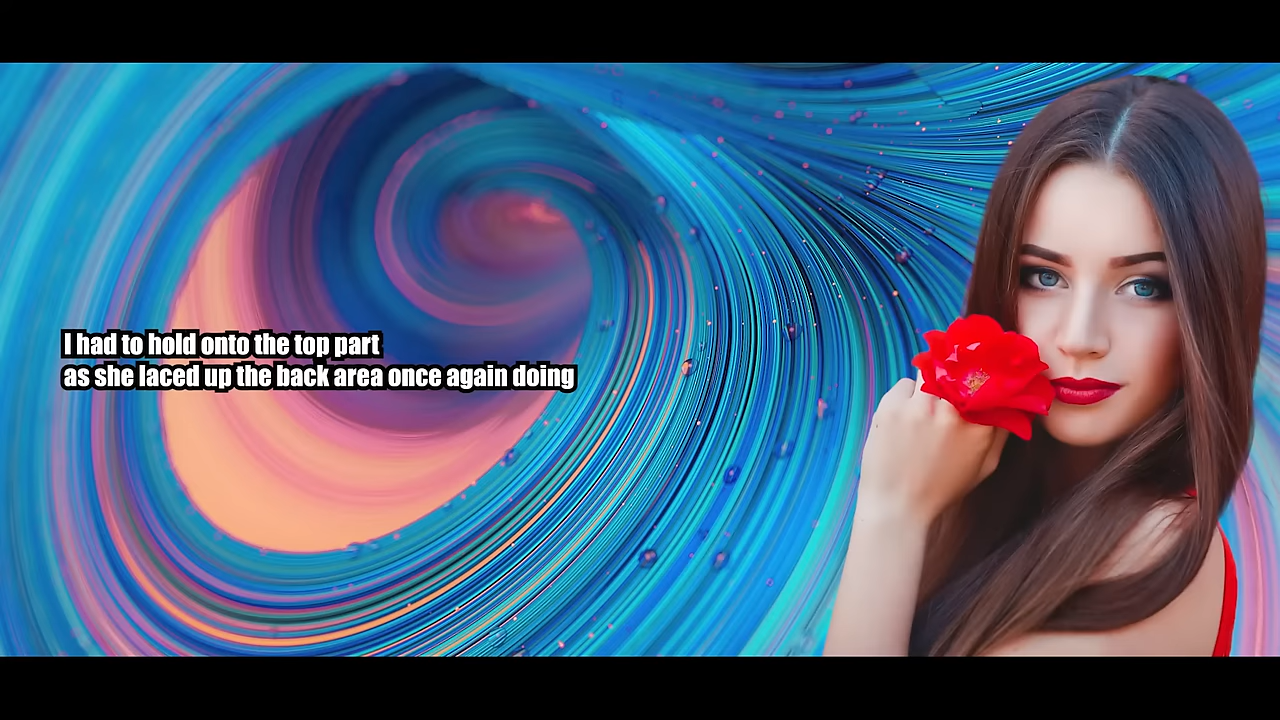 I had to hold onto the top part
as she laced up the back area once again doing